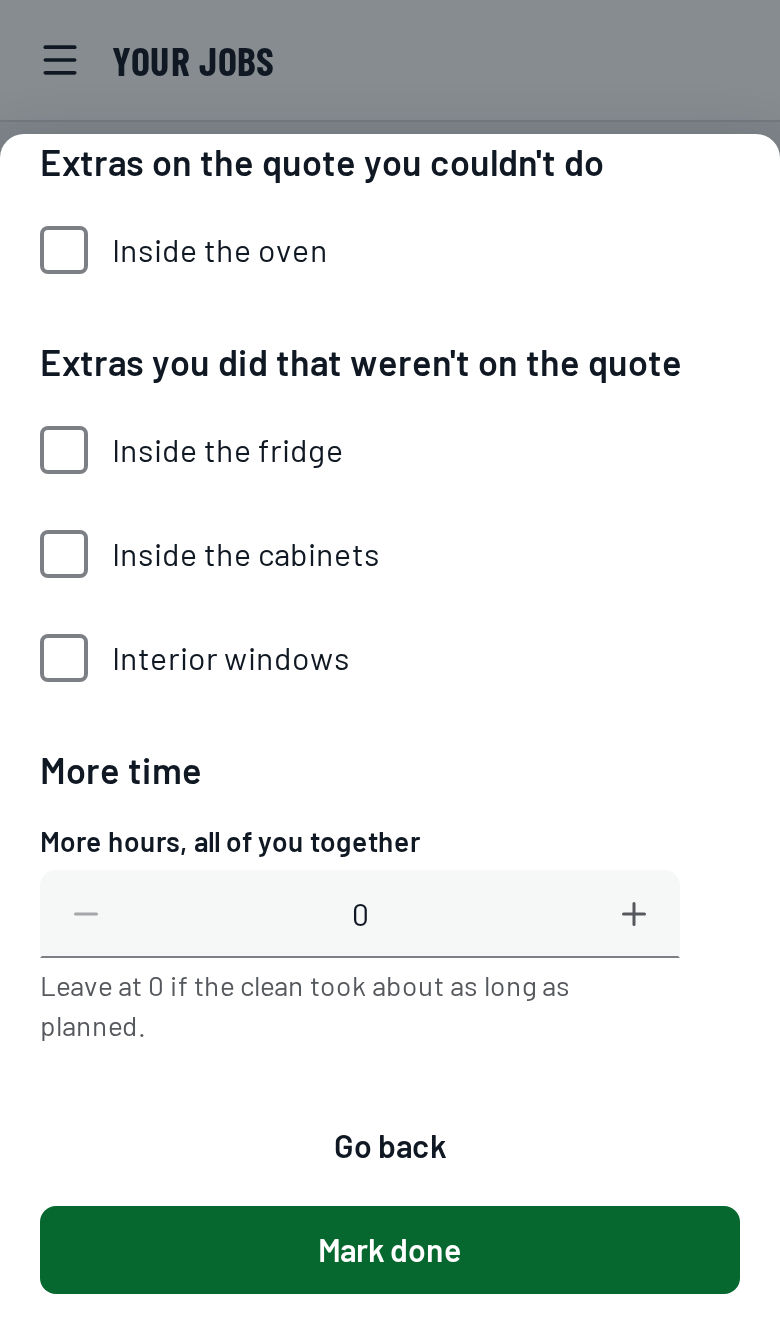 YOUR JOBS
Extras on the quote you couldn't do
Inside the oven
Extras you did that weren't on the quote
Inside the fridge
Inside the cabinets
Interior windows
More time
More hours, all of you together
0
Leave at 0 if the clean took about as long as
planned.
Go back
Mark done